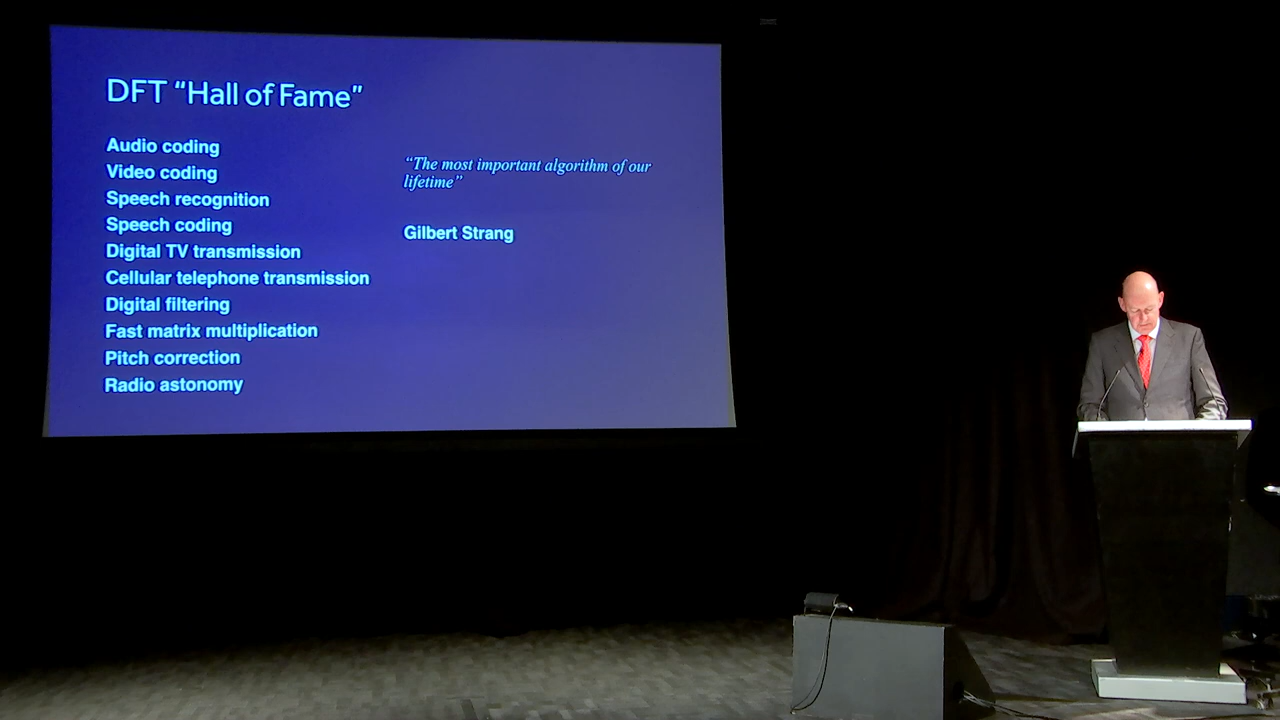 DFT “Hall of Fame”
Audio coding
Video coding
Speech recognition
Speech coding
Digital TV transmission
Cellular telephone transmission
Digital filtering
Fast matrix multiplication
Pitch correction
Radio astonomy
“The most important algorithm of our
lifetime”
Gilbert Strang